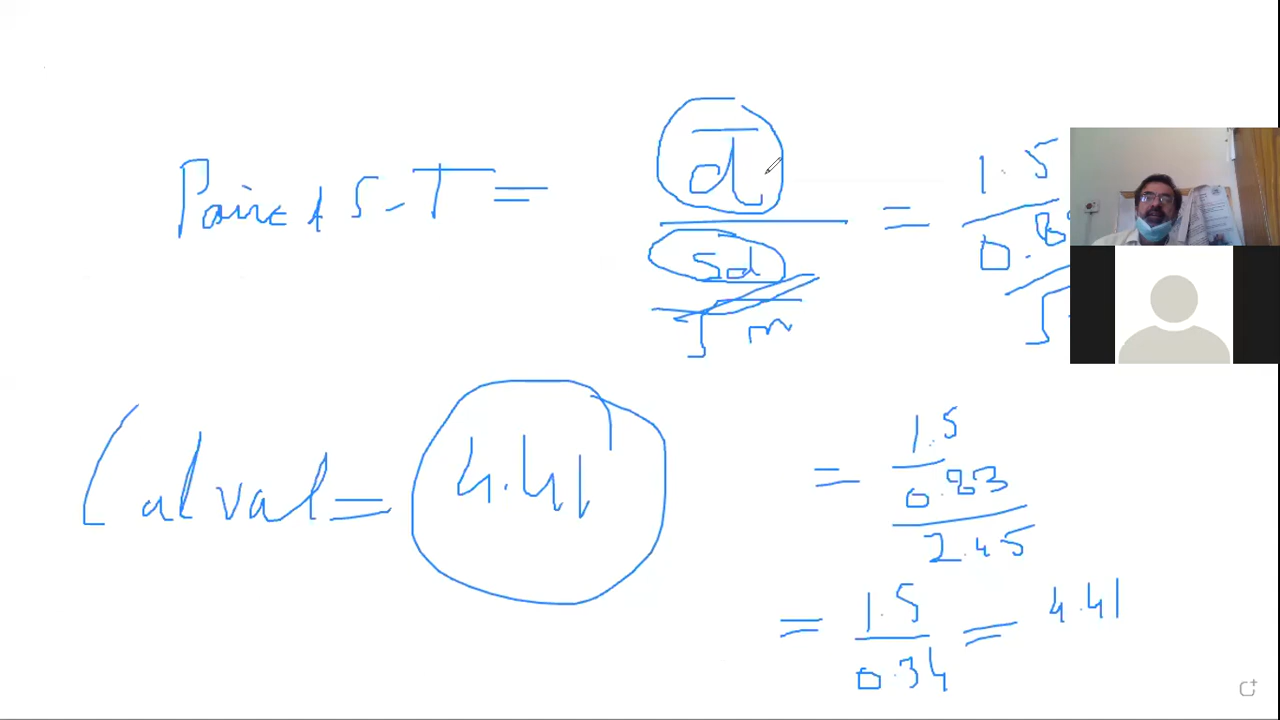 Paired S-T = d̄ / (Sd / √n) = 1.5 / 0.8
= 1.5 / (0.83 / 2.45)
Cal val = 4.41
= 1.5 / 0.34 = 4.41